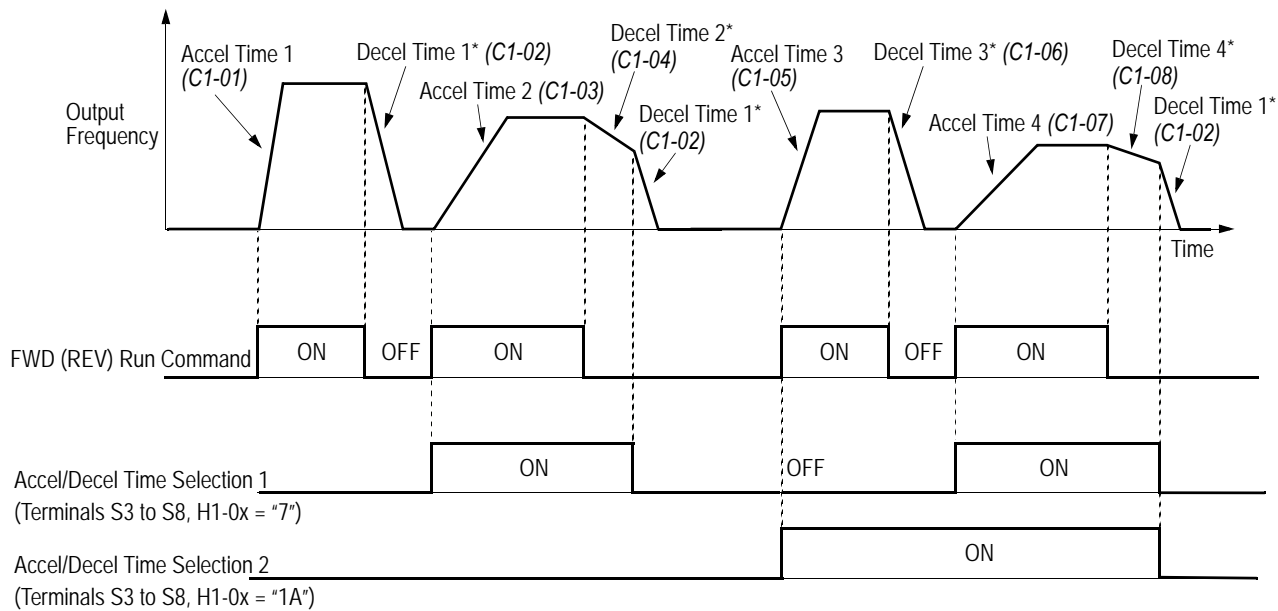 Accel Time 1
(C1-01)
Decel Time 1* (C1-02)
Accel Time 2 (C1-03)
Decel Time 2*
(C1-04)
Decel Time 1*
(C1-02)
Accel Time 3
(C1-05)
Decel Time 3* (C1-06)
Accel Time 4 (C1-07)
Decel Time 4*
(C1-08)
Decel Time 1*
(C1-02)
Output
Frequency
Time
FWD (REV) Run Command
ON
OFF
ON
ON
OFF
ON
Accel/Decel Time Selection 1
(Terminals S3 to S8, H1-0x = "7")
ON
OFF
ON
Accel/Decel Time Selection 2
(Terminals S3 to S8, H1-0x = "1A")
ON